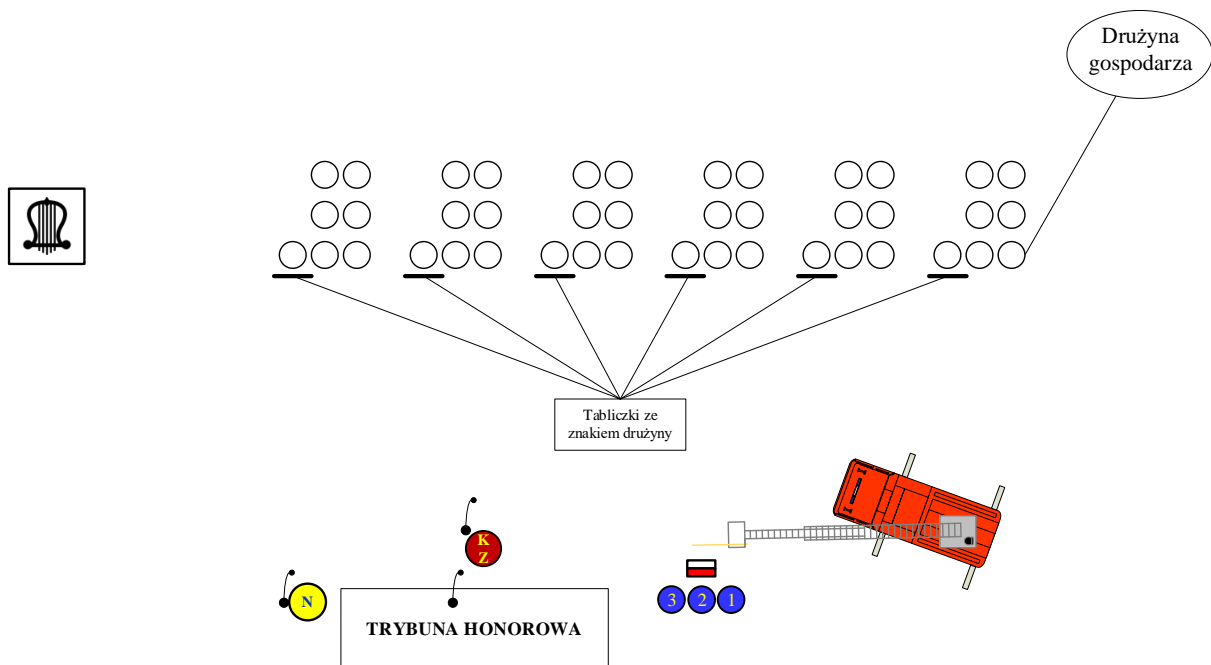 Drużyna
gospodarza
Tabliczki ze
znakiem drużyny
K
Z
N
3 2 1
TRYBUNA HONOROWA